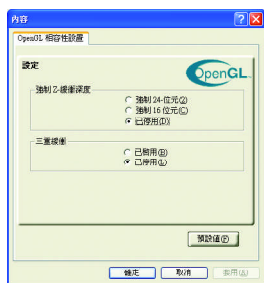 內容
OpenGL 相容性設置
設定
OpenGL
強制 Z-緩衝深度
強制 24-位元(2)
強制 16 位元(C)
已停用(D)
三重緩衝
已啟用(B)
已停用(L)
預設值(F)
確定 取消 套用(A)